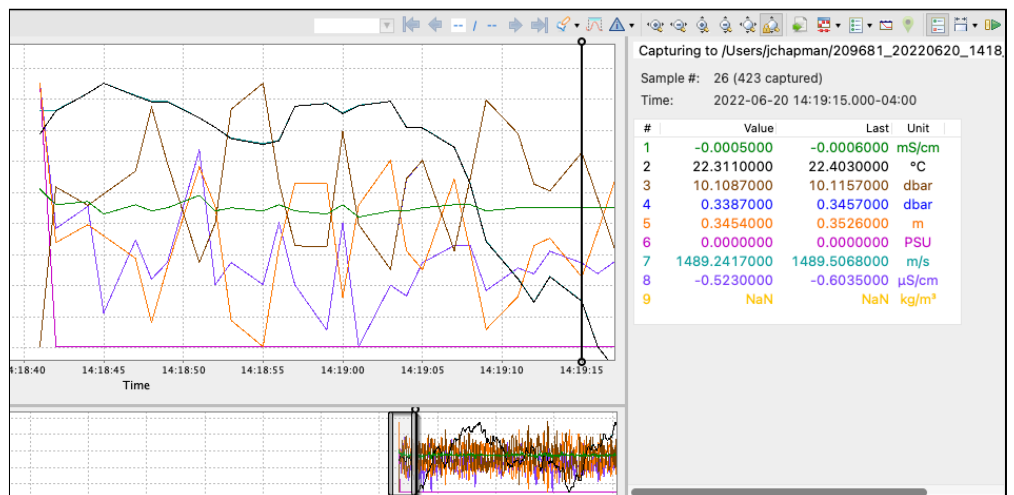 -- / --
Capturing to /Users/jchapman/209681_20220620_1418_
Sample #: 26 (423 captured)
Time: 2022-06-20 14:19:15.000-04:00
# Value Last Unit
1 -0.0005000 -0.0006000 mS/cm
2 22.3110000 22.4030000 °C
3 10.1087000 10.1157000 dbar
4 0.3387000 0.3457000 dbar
5 0.3454000 0.3526000 m
6 0.0000000 0.0000000 PSU
7 1489.2417000 1489.5068000 m/s
8 -0.5230000 -0.6035000 µS/cm
9 NaN NaN kg/m³
4:18:40 14:18:45 14:18:50 14:18:55 14:19:00 14:19:05 14:19:10 14:19:15
Time